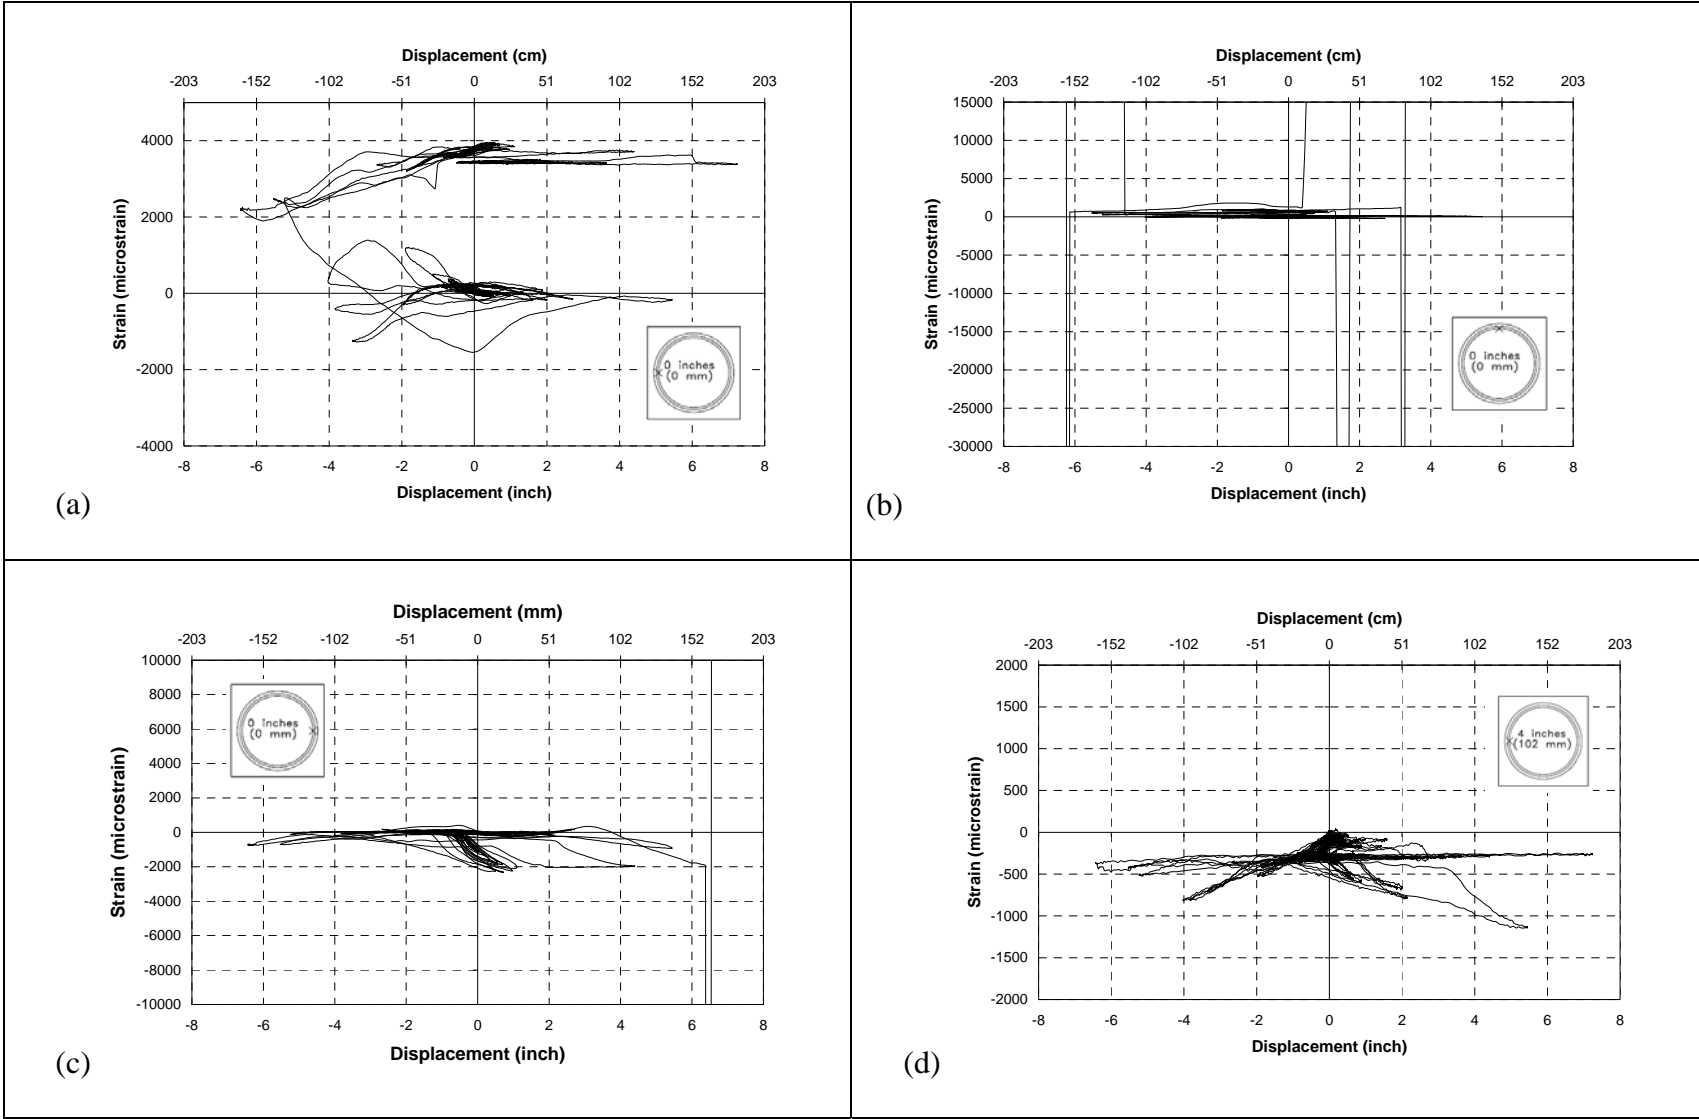 Displacement (cm)
-203 -152 -102 -51 0 51 102 152 203
4000
2000
0
-2000
-4000
Strain (microstrain)
0 inches
(0 mm)
-8 -6 -4 -2 0 2 4 6 8
Displacement (inch)
(a)
Displacement (cm)
-203 -152 -102 -51 0 51 102 152 203
15000
10000
5000
0
-5000
-10000
-15000
-20000
-25000
-30000
Strain (microstrain)
0 inches
(0 mm)
-8 -6 -4 -2 0 2 4 6 8
Displacement (inch)
(b)
Displacement (mm)
-203 -152 -102 -51 0 51 102 152 203
10000
8000
6000
4000
2000
0
-2000
-4000
-6000
-8000
-10000
Strain (microstrain)
0 inches
(0 mm)
-8 -6 -4 -2 0 2 4 6 8
Displacement (inch)
(c)
Displacement (cm)
-203 -152 -102 -51 0 51 102 152 203
2000
1500
1000
500
0
-500
-1000
-1500
-2000
Strain (microstrain)
4 inches
(102 mm)
-8 -6 -4 -2 0 2 4 6 8
Displacement (inch)
(d)